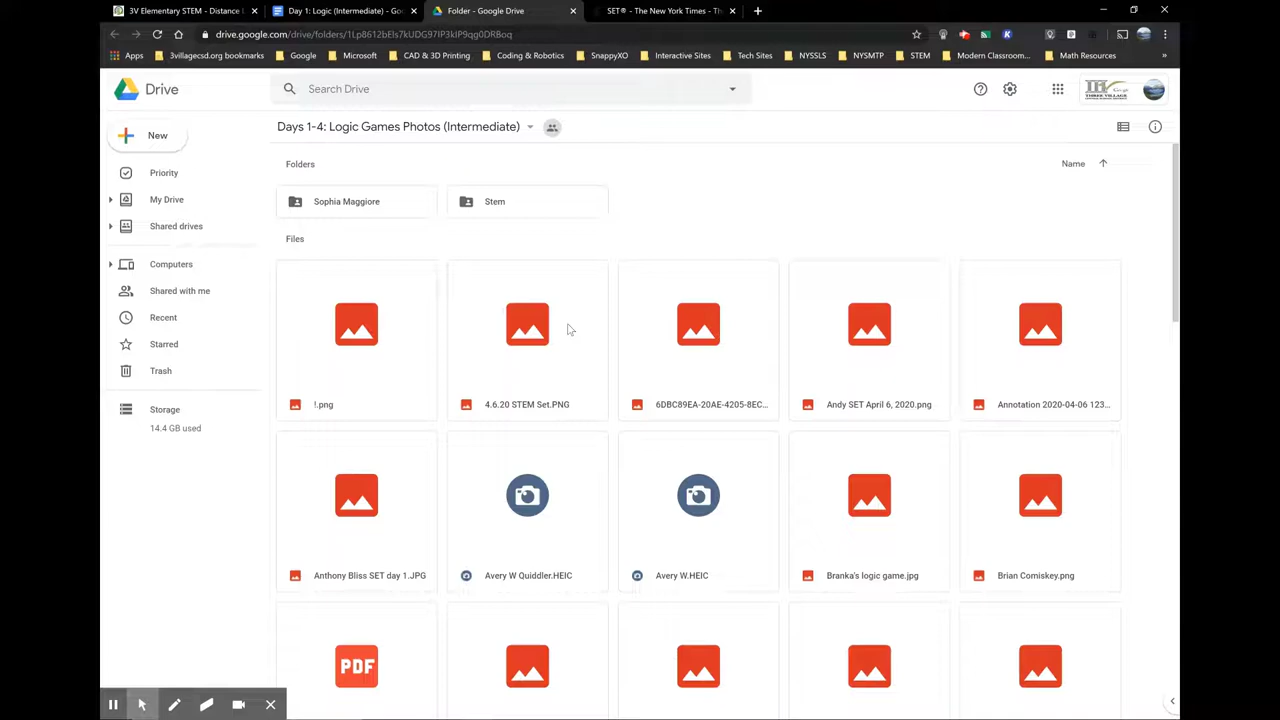 3V Elementary STEM - Distance L
Day 1: Logic (Intermediate) - Goo
Folder - Google Drive
SET® - The New York Times - Th
drive.google.com/drive/folders/1Lp8612bEls7kUDG97IP3kIP9qg0DRBoq
Apps
3villagecsd.org bookmarks
Google
Microsoft
CAD & 3D Printing
Coding & Robotics
SnappyXO
Interactive Sites
Tech Sites
NYSSLS
NYSMTP
STEM
Modern Classroom...
Math Resources
»
Drive
Search Drive
THREE VILLAGE
New
Days 1-4: Logic Games Photos (Intermediate)
Priority
My Drive
Shared drives
Computers
Shared with me
Recent
Starred
Trash
Storage
14.4 GB used
Folders
Name
Sophia Maggiore
Stem
Files
!.png
4.6.20 STEM Set.PNG
6DBC89EA-20AE-4205-8EC...
Andy SET April 6, 2020.png
Annotation 2020-04-06 123...
Anthony Bliss SET day 1.JPG
Avery W Quiddler.HEIC
Avery W.HEIC
Branka's logic game.jpg
Brian Comiskey.png
PDF